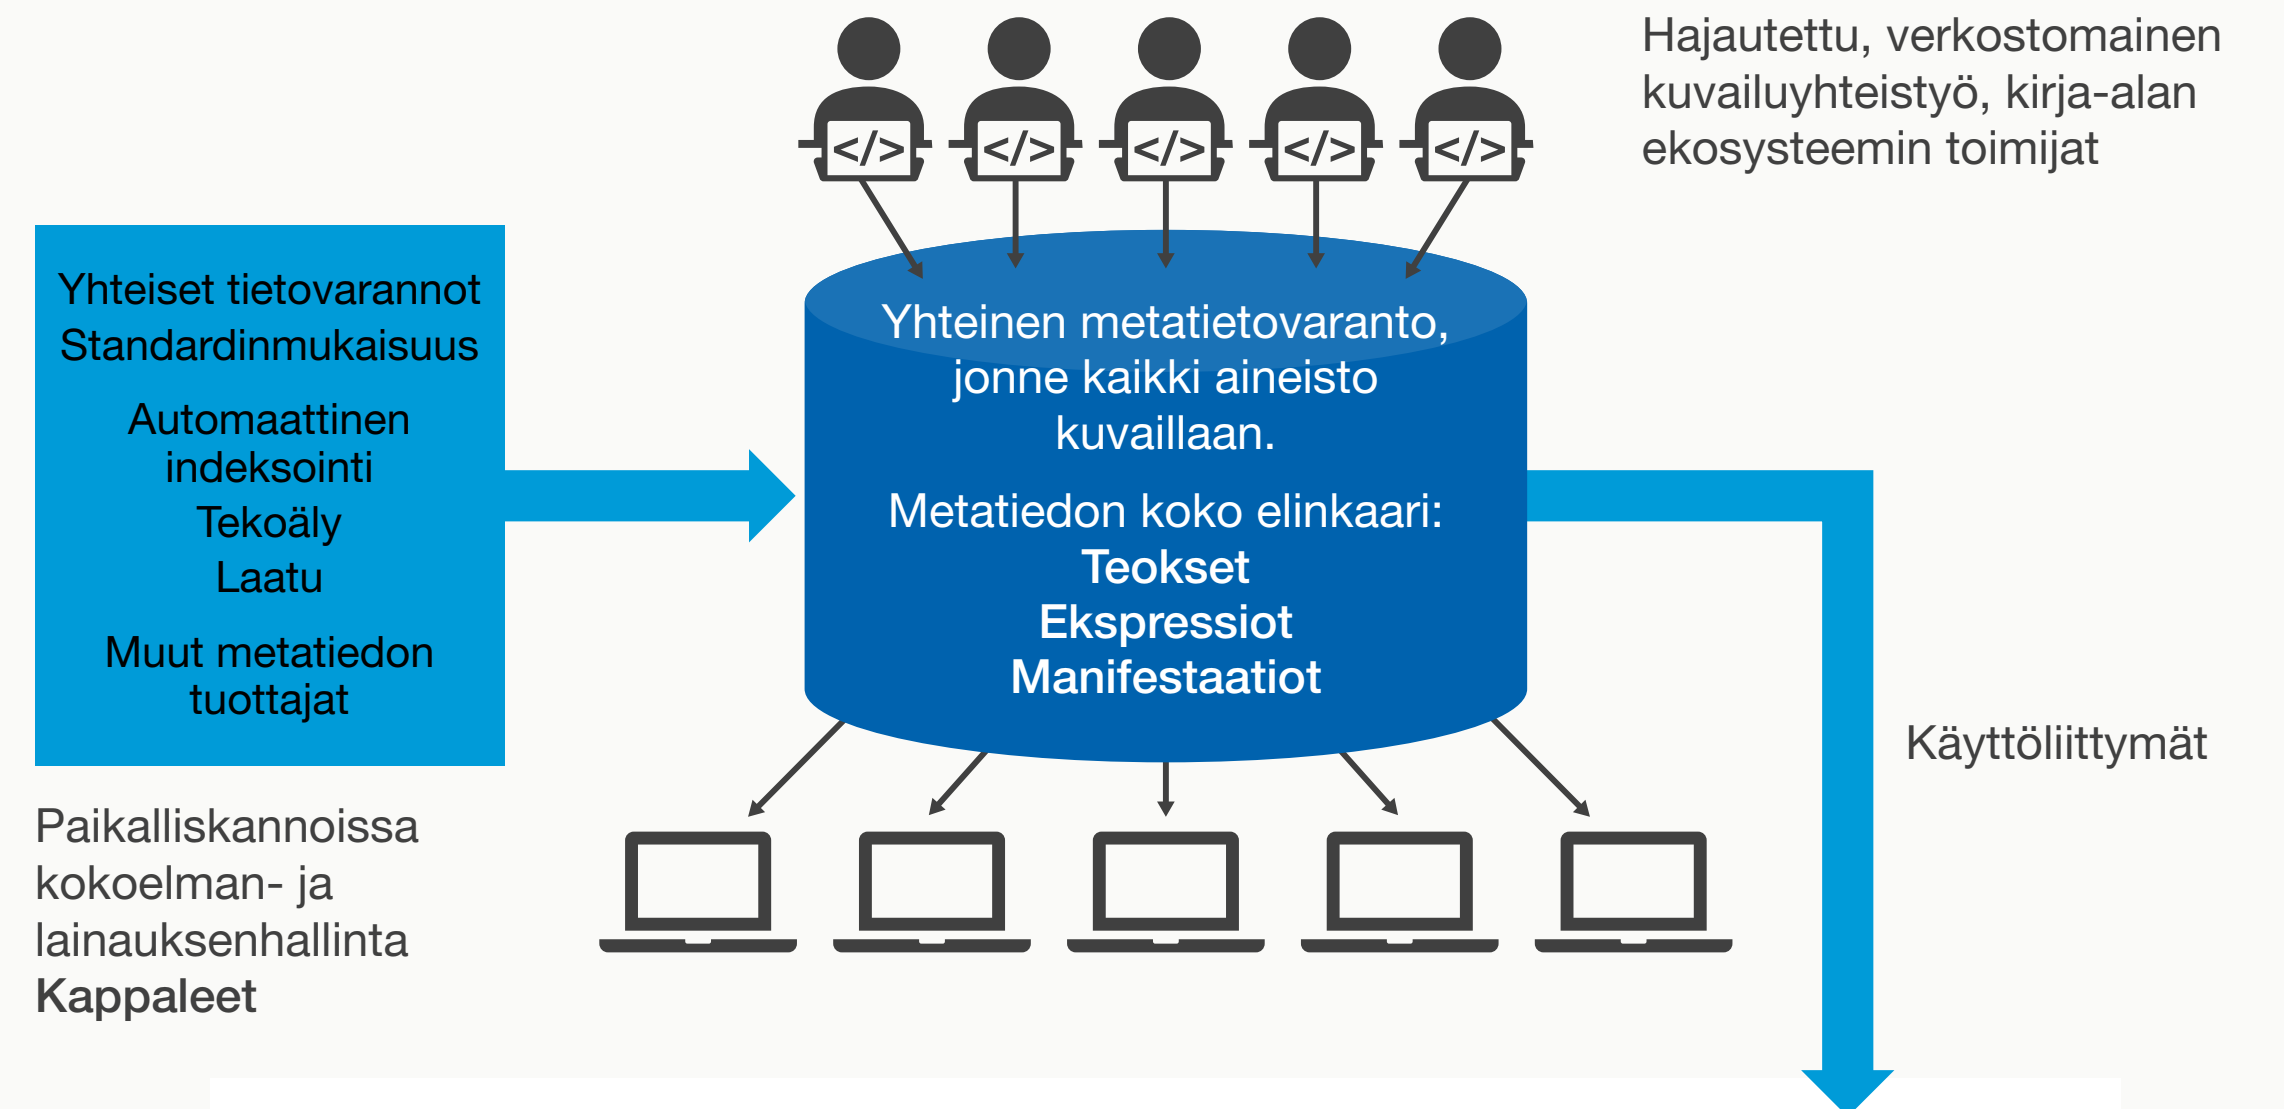 </> </> </> </> </>
Hajautettu, verkostomainen
kuvailuyhteistyö, kirja-alan
ekosysteemin toimijat
Yhteiset tietovarannot
Standardinmukaisuus
Automaattinen
indeksointi
Tekoäly
Laatu
Muut metatiedon
tuottajat
Yhteinen metatietovaranto,
jonne kaikki aineisto
kuvaillaan.
Metatiedon koko elinkaari:
Teokset
Ekspressiot
Manifestaatiot
Käyttöliittymät
Paikalliskannoissa
kokoelman- ja
lainauksenhallinta
Kappaleet